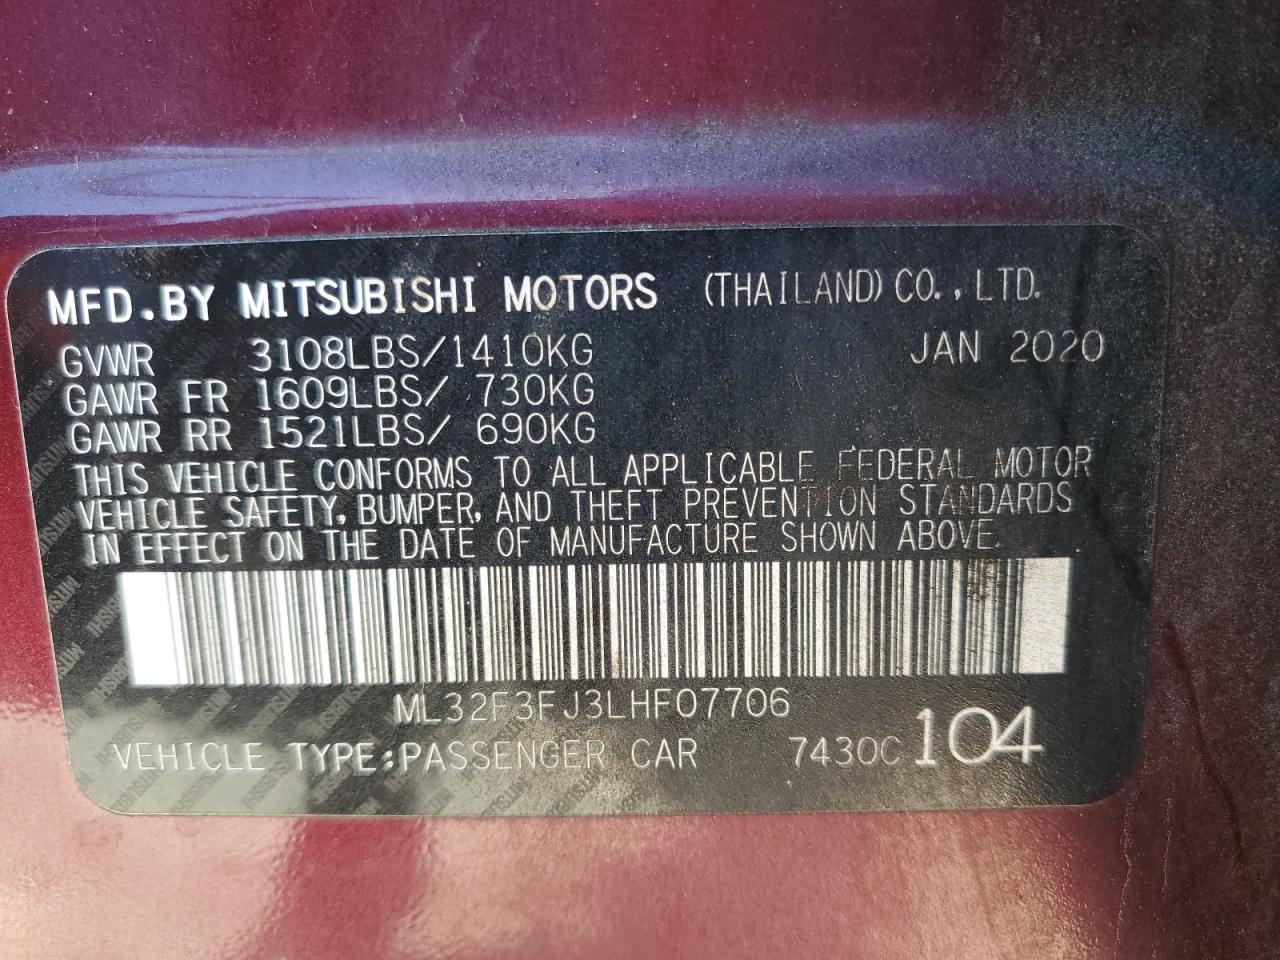 MFD.BY MITSUBISHI MOTORS (THAILAND) CO.,LTD.
GVWR 3108LBS/1410KG JAN 2020
GAWR FR 1609LBS/ 730KG
GAWR RR 1521LBS/ 690KG
THIS VEHICLE CONFORMS TO ALL APPLICABLE FEDERAL MOTOR
VEHICLE SAFETY, BUMPER, AND THEFT PREVENTION STANDARDS
IN EFFECT ON THE DATE OF MANUFACTURE SHOWN ABOVE.
ML32F3FJ3LHF07706
VEHICLE TYPE:PASSENGER CAR 7430C 104